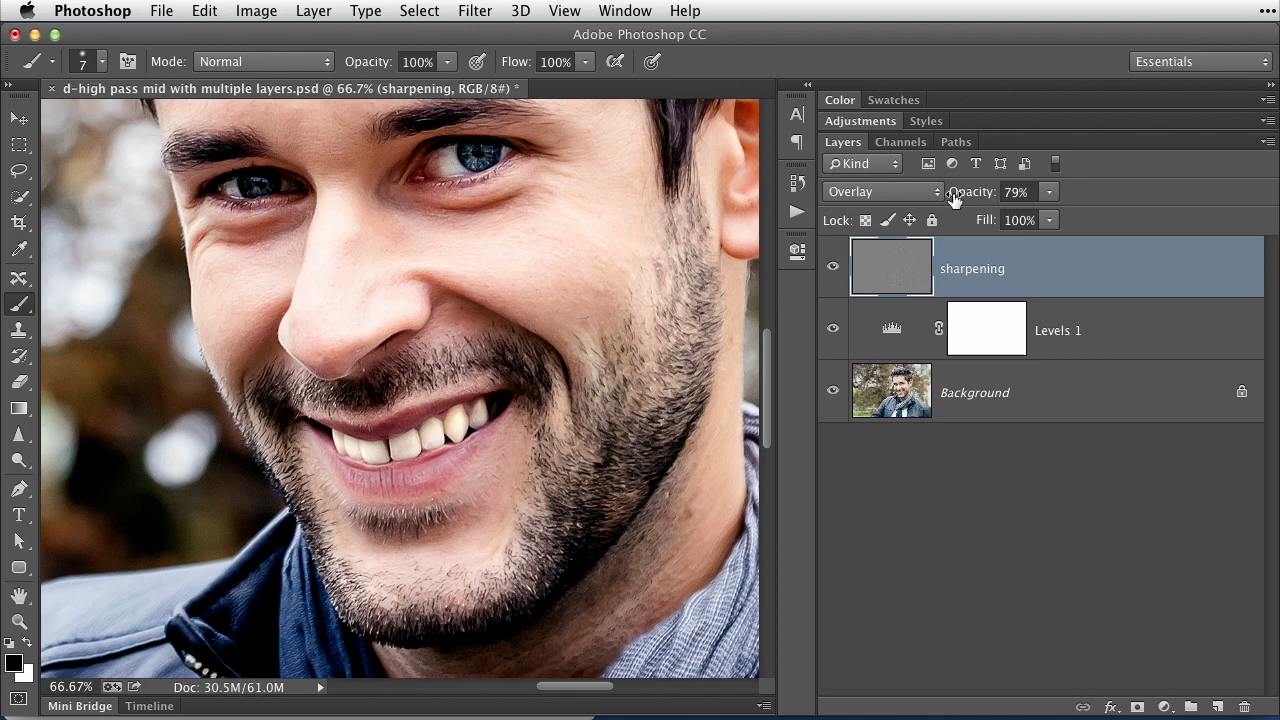 Photoshop File Edit Image Layer Type Select Filter 3D View Window Help
Adobe Photoshop CC
7 Mode: Normal Opacity: 100% Flow: 100% Essentials
d-high pass mid with multiple layers.psd @ 66.7% (sharpening, RGB/8#) *
Color Swatches
Adjustments Styles
Layers Channels Paths
Kind
Overlay Opacity: 79%
Lock: Fill: 100%
sharpening
Levels 1
Background
66.67% Doc: 30.5M/61.0M
Mini Bridge Timeline